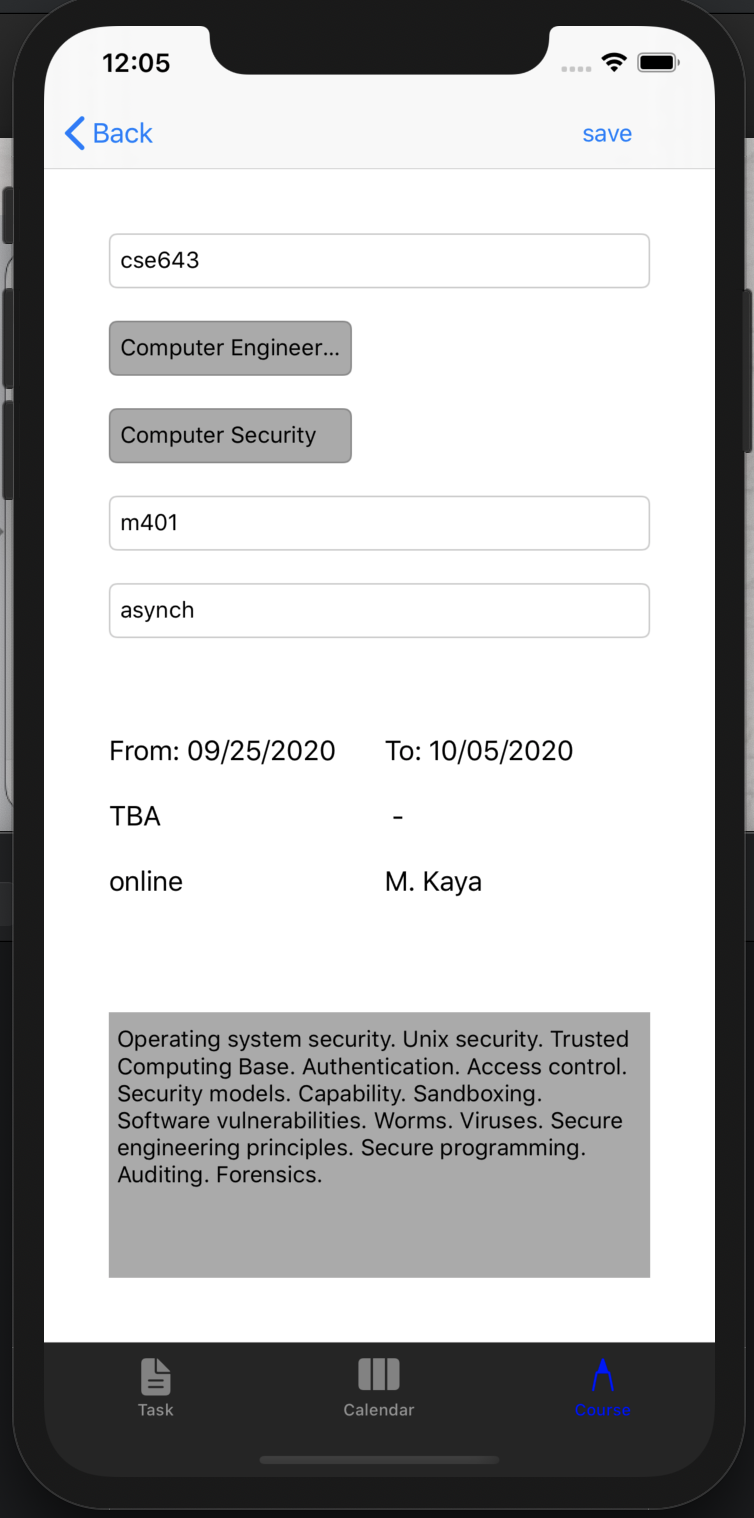 12:05
Back
save
cse643
Computer Engineer...
Computer Security
m401
asynch
From: 09/25/2020 To: 10/05/2020
TBA -
online M. Kaya
Operating system security. Unix security. Trusted
Computing Base. Authentication. Access control.
Security models. Capability. Sandboxing.
Software vulnerabilities. Worms. Viruses. Secure
engineering principles. Secure programming.
Auditing. Forensics.
Task
Calendar
Course